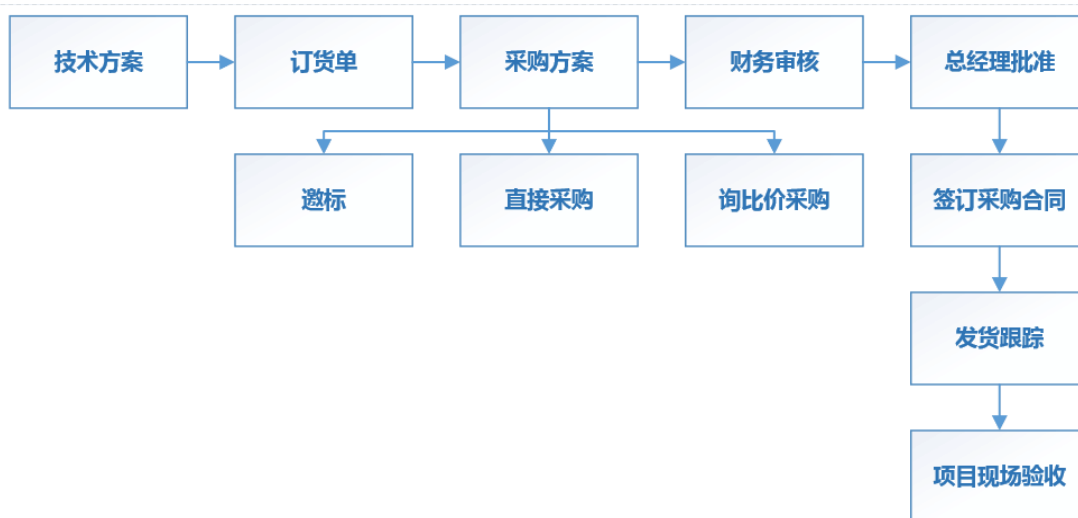 技术方案
订货单
采购方案
财务审核
总经理批准
邀标
直接采购
询比价采购
签订采购合同
发货跟踪
项目现场验收